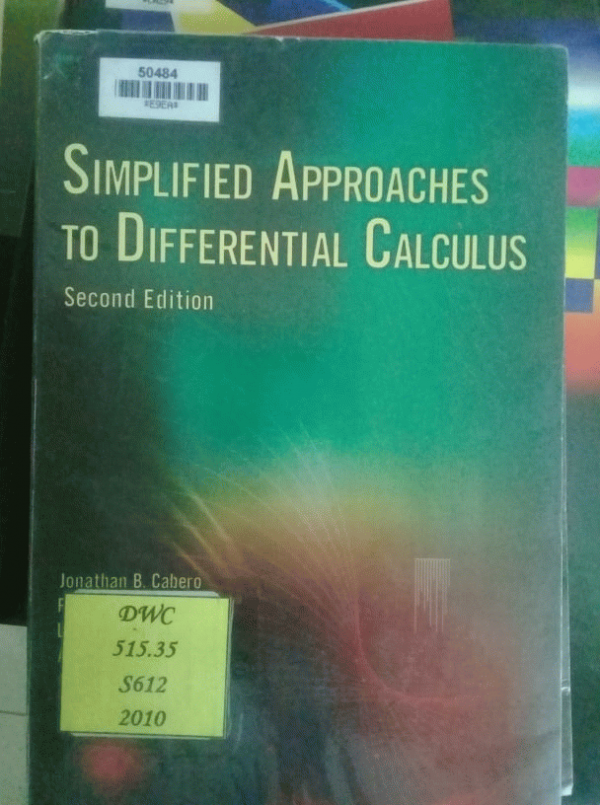 50484
SIMPLIFIED APPROACHES
TO DIFFERENTIAL CALCULUS
Second Edition
Jonathan B. Cabero
DWC
515.35
S612
2010